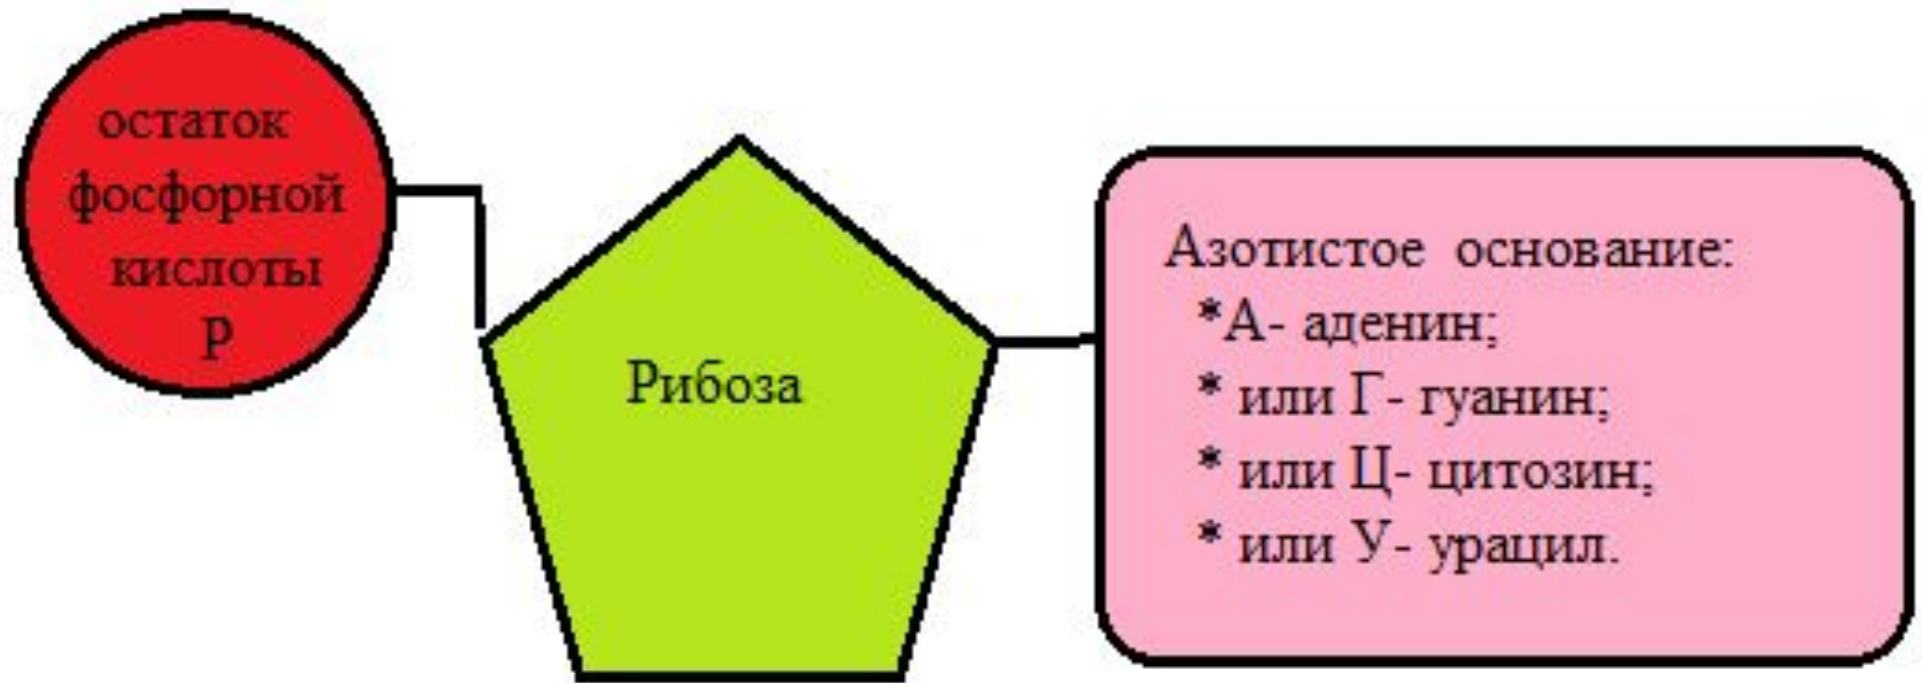 остаток
фосфорной
кислоты
Р
Рибоза
Азотистое основание:
*А- аденин;
* или Г- гуанин;
* или Ц- цитозин;
* или У- урацил.